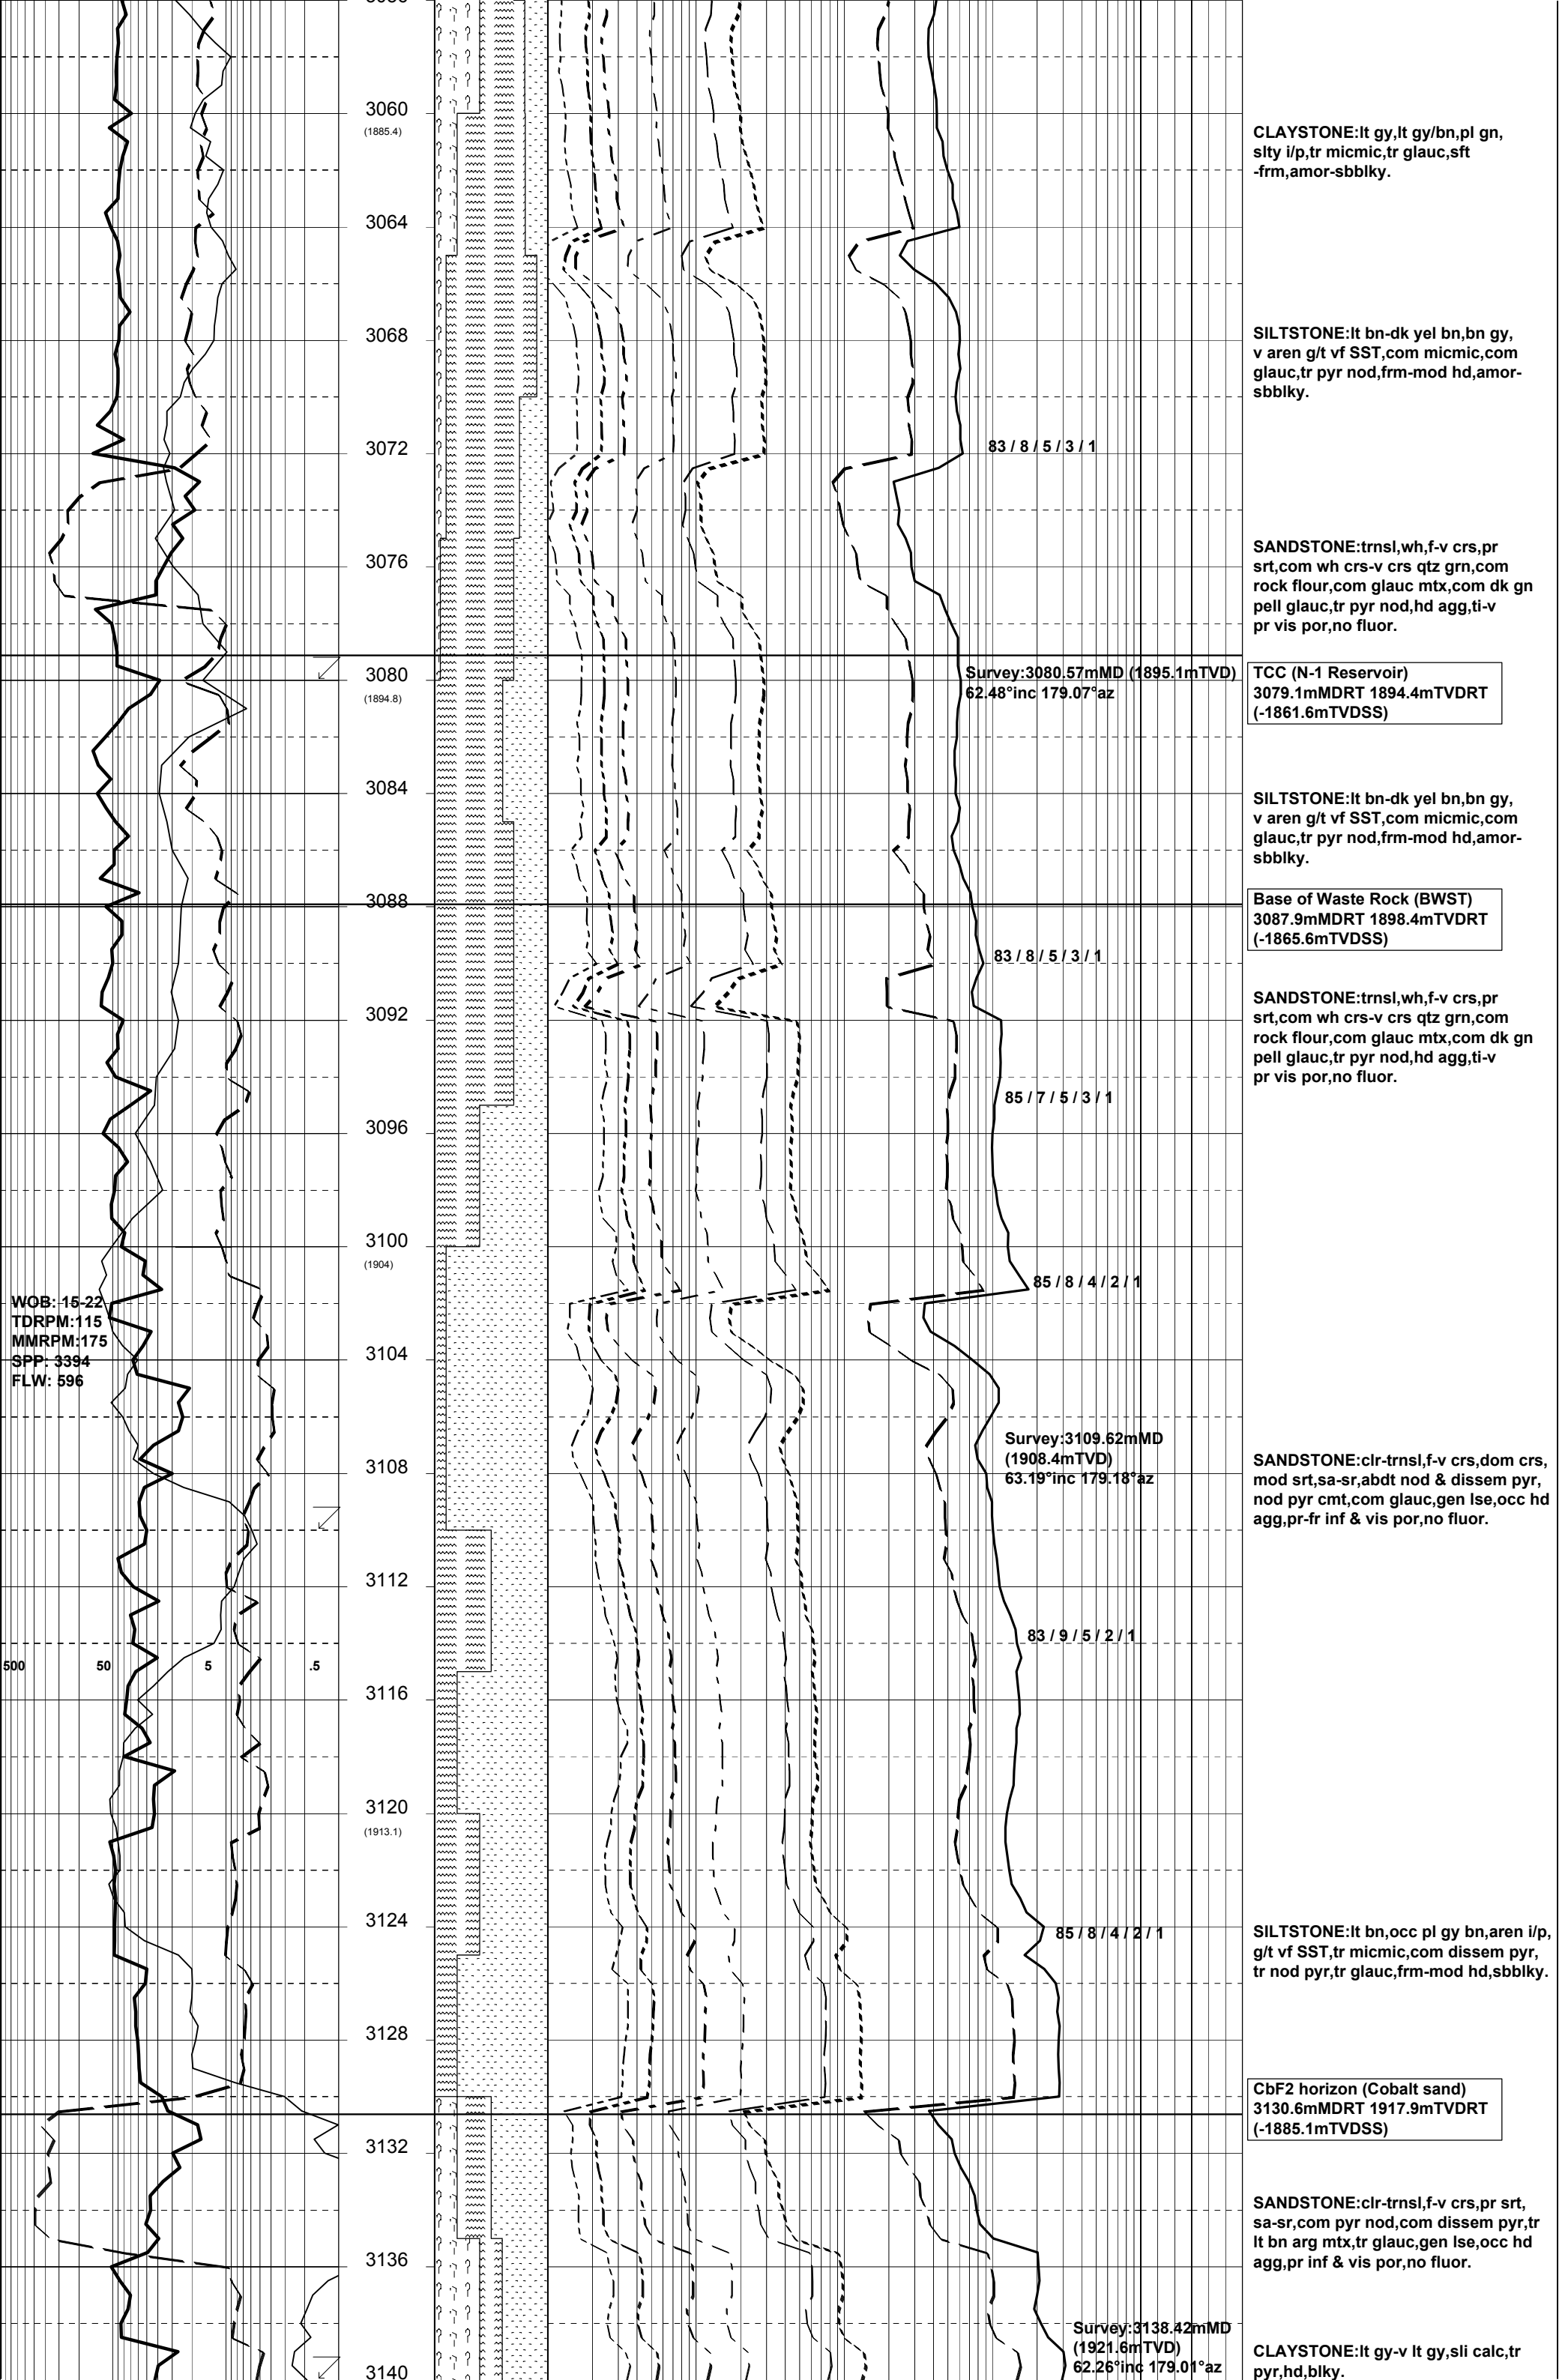 3060
(1885.4)
CLAYSTONE:lt gy,lt gy/bn,pl gn,
slty i/p,tr micmic,tr glauc,sft
-frm,amor-sbblky.
3064
3068
SILTSTONE:lt bn-dk yel bn,bn gy,
v aren g/t vf SST,com micmic,com
glauc,tr pyr nod,frm-mod hd,amor-
sbblky.
3072
83 / 8 / 5 / 3 / 1
3076
SANDSTONE:trnsl,wh,f-v crs,pr
srt,com wh crs-v crs qtz grn,com
rock flour,com glauc mtx,com dk gn
pell glauc,tr pyr nod,hd agg,ti-v
pr vis por,no fluor.
3080
(1894.8)
Survey:3080.57mMD (1895.1mTVD)
62.48°inc 179.07°az
TCC (N-1 Reservoir)
3079.1mMDRT 1894.4mTVDRT
(-1861.6mTVDSS)
3084
SILTSTONE:lt bn-dk yel bn,bn gy,
v aren g/t vf SST,com micmic,com
glauc,tr pyr nod,frm-mod hd,amor-
sbblky.
3088
Base of Waste Rock (BWST)
3087.9mMDRT 1898.4mTVDRT
(-1865.6mTVDSS)
83 / 8 / 5 / 3 / 1
3092
SANDSTONE:trnsl,wh,f-v crs,pr
srt,com wh crs-v crs qtz grn,com
rock flour,com glauc mtx,com dk gn
pell glauc,tr pyr nod,hd agg,ti-v
pr vis por,no fluor.
85 / 7 / 5 / 3 / 1
3096
3100
(1904)
85 / 8 / 4 / 2 / 1
WOB: 15-22
TDRPM:115
MMRPM:175
SPP: 3394
FLW: 596
3104
Survey:3109.62mMD
(1908.4mTVD)
63.19°inc 179.18°az
3108
SANDSTONE:clr-trnsl,f-v crs,dom crs,
mod srt,sa-sr,abdt nod & dissem pyr,
nod pyr cmt,com glauc,gen lse,occ hd
agg,pr-fr inf & vis por,no fluor.
3112
83 / 9 / 5 / 2 / 1
500 50 5 .5
3116
3120
(1913.1)
3124
85 / 8 / 4 / 2 / 1
SILTSTONE:lt bn,occ pl gy bn,aren i/p,
g/t vf SST,tr micmic,com dissem pyr,
tr nod pyr,tr glauc,frm-mod hd,sbblky.
3128
CbF2 horizon (Cobalt sand)
3130.6mMDRT 1917.9mTVDRT
(-1885.1mTVDSS)
3132
SANDSTONE:clr-trnsl,f-v crs,pr srt,
sa-sr,com pyr nod,com dissem pyr,tr
lt bn arg mtx,tr glauc,gen lse,occ hd
agg,pr inf & vis por,no fluor.
3136
Survey:3138.42mMD
(1921.6mTVD)
62.26°inc 179.01°az
3140
CLAYSTONE:lt gy-v lt gy,sli calc,tr
pyr,hd,blky.